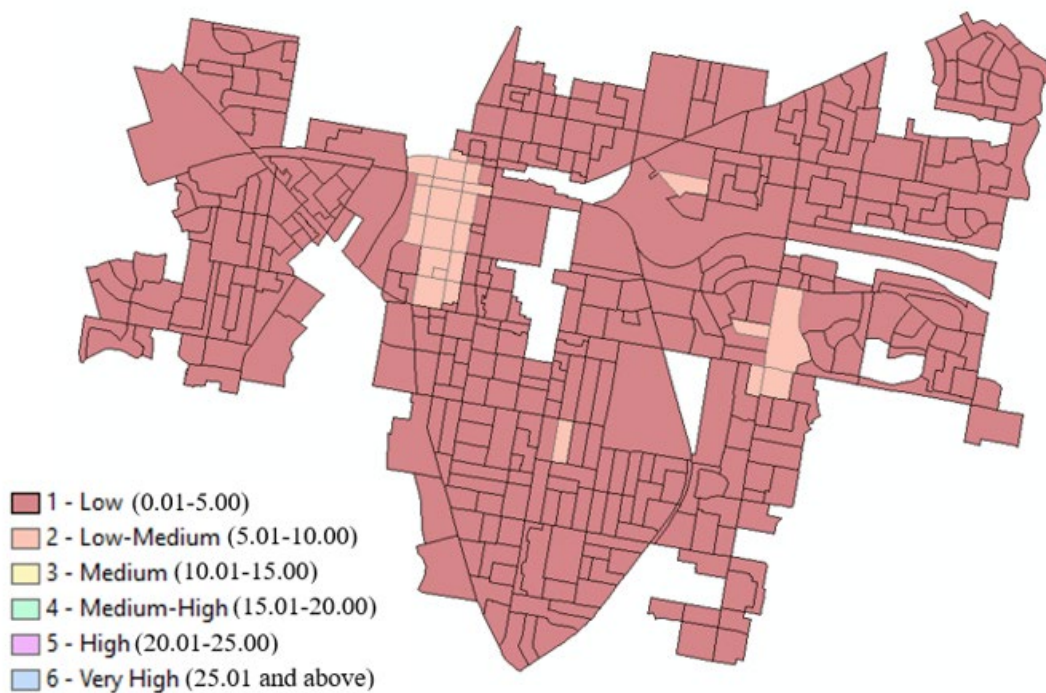 1 - Low (0.01-5.00)
2 - Low-Medium (5.01-10.00)
3 - Medium (10.01-15.00)
4 - Medium-High (15.01-20.00)
5 - High (20.01-25.00)
6 - Very High (25.01 and above)